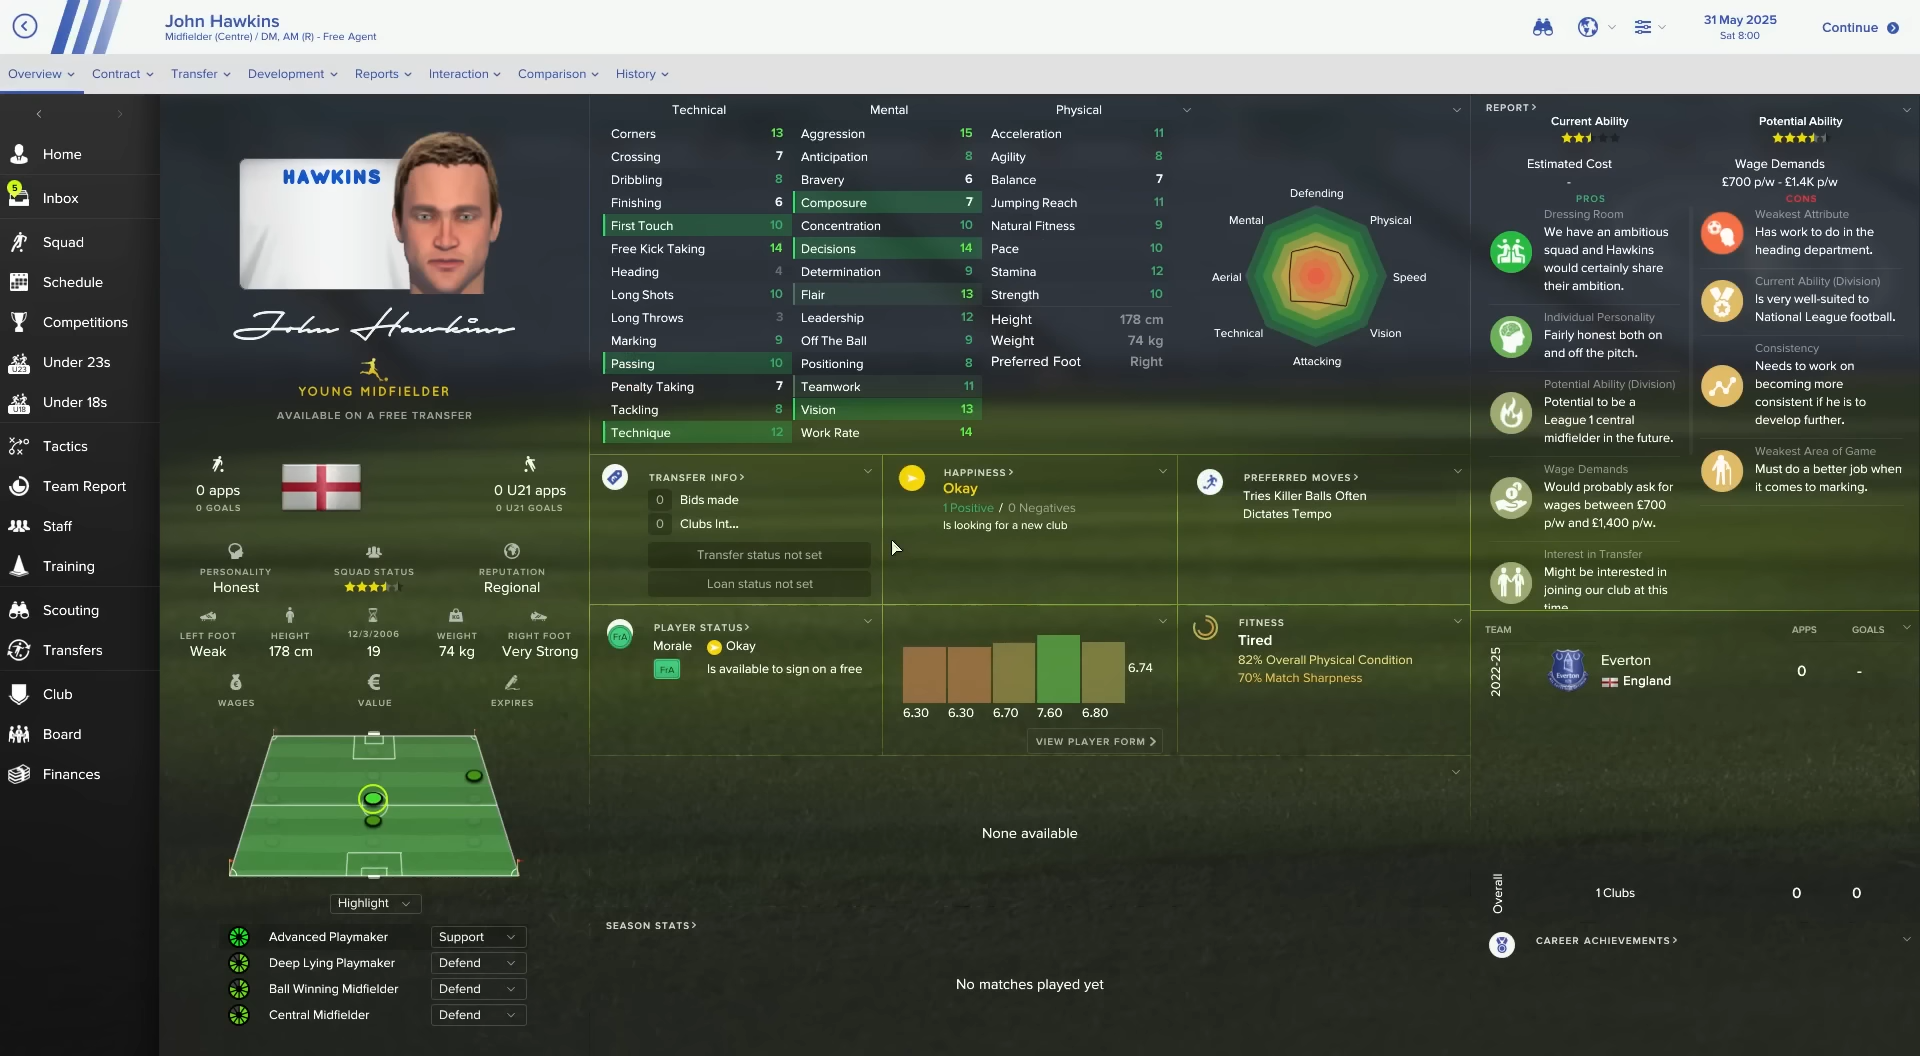 John Hawkins
Midfielder (Centre) / DM, AM (R) - Free Agent
31 May 2025
Sat 8:00
Continue
Overview
Contract
Transfer
Development
Reports
Interaction
Comparison
History
Home
5
Inbox
Squad
Schedule
Competitions
U23
Under 23s
U18
Under 18s
Tactics
Team Report
Staff
Training
Scouting
Transfers
Club
Board
Finances
HAWKINS
John Hawkins
YOUNG MIDFIELDER
AVAILABLE ON A FREE TRANSFER
0 apps
0 GOALS
0 U21 apps
0 U21 GOALS
PERSONALITY
Honest
SQUAD STATUS
REPUTATION
Regional
LEFT FOOT
Weak
HEIGHT
178 cm
12/3/2006
19
WEIGHT
74 kg
RIGHT FOOT
Very Strong
WAGES
VALUE
EXPIRES
Highlight
Advanced Playmaker Support
Deep Lying Playmaker Defend
Ball Winning Midfielder Defend
Central Midfielder Defend
Technical
Corners 13
Crossing 7
Dribbling 8
Finishing 6
First Touch 10
Free Kick Taking 14
Heading 4
Long Shots 10
Long Throws 3
Marking 9
Passing 10
Penalty Taking 7
Tackling 8
Technique 12
Mental
Aggression 15
Anticipation 8
Bravery 6
Composure 7
Concentration 10
Decisions 14
Determination 9
Flair 13
Leadership 12
Off The Ball 9
Positioning 8
Teamwork 11
Vision 13
Work Rate 14
Physical
Acceleration 11
Agility 8
Balance 7
Jumping Reach 11
Natural Fitness 9
Pace 10
Stamina 12
Strength 10
Height 178 cm
Weight 74 kg
Preferred Foot Right
Defending
Mental
Physical
Aerial
Speed
Technical
Vision
Attacking
TRANSFER INFO>
0 Bids made
0 Clubs Int...
Transfer status not set
Loan status not set
HAPPINESS>
Okay
1 Positive / 0 Negatives
Is looking for a new club
PREFERRED MOVES>
Tries Killer Balls Often
Dictates Tempo
FrA
PLAYER STATUS>
Morale Okay
FrA Is available to sign on a free
6.74
6.30 6.30 6.70 7.60 6.80
VIEW PLAYER FORM >
FITNESS
Tired
82% Overall Physical Condition
70% Match Sharpness
None available
SEASON STATS>
No matches played yet
REPORT>
Current Ability
Potential Ability
Estimated Cost
-
Wage Demands
£700 p/w - £1.4K p/w
PROS
Dressing Room
We have an ambitious
squad and Hawkins
would certainly share
their ambition.
Individual Personality
Fairly honest both on
and off the pitch.
Potential Ability (Division)
Potential to be a
League 1 central
midfielder in the future.
Wage Demands
Would probably ask for
wages between £700
p/w and £1,400 p/w.
Interest in Transfer
Might be interested in
joining our club at this
time
CONS
Weakest Attribute
Has work to do in the
heading department.
Current Ability (Division)
Is very well-suited to
National League football.
Consistency
Needs to work on
becoming more
consistent if he is to
develop further.
Weakest Area of Game
Must do a better job when
it comes to marking.
TEAM APPS GOALS
2022-25
Everton
Everton
England
0 -
Overall
1 Clubs 0 0
CAREER ACHIEVEMENTS>